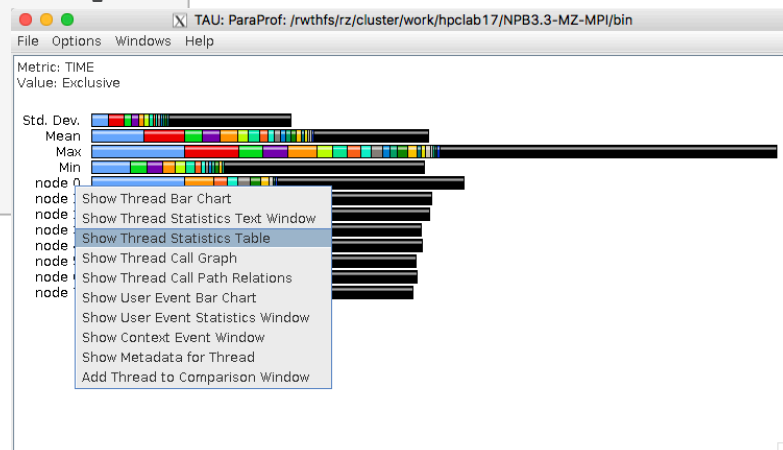 TAU: ParaProf: /rwthfs/rz/cluster/work/hpclab17/NPB3.3-MZ-MPI/bin
File Options Windows Help
Metric: TIME
Value: Exclusive
Std. Dev.
Mean
Max
Min
node 0
node
node
node
node
node
node
node
Show Thread Bar Chart
Show Thread Statistics Text Window
Show Thread Statistics Table
Show Thread Call Graph
Show Thread Call Path Relations
Show User Event Bar Chart
Show User Event Statistics Window
Show Context Event Window
Show Metadata for Thread
Add Thread to Comparison Window